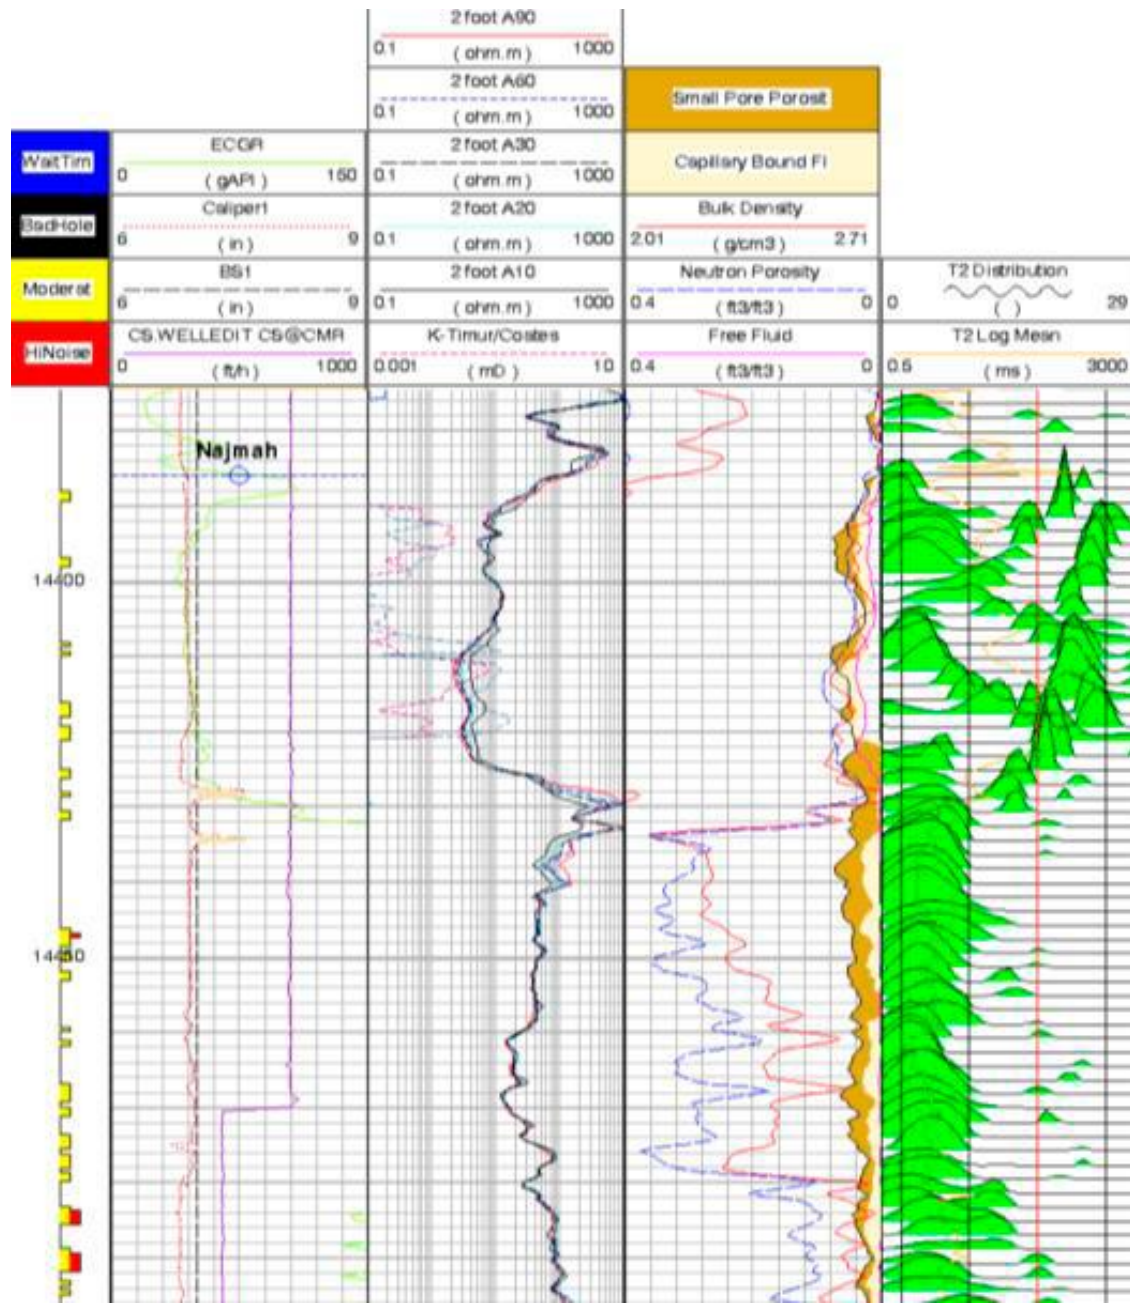 2 foot A90
0.1 ( ohm.m ) 1000
2 foot A60
0.1 ( ohm.m ) 1000
Small Pore Porosit
WaitTim
ECGR
0 ( gAPI ) 150
2 foot A30
0.1 ( ohm.m ) 1000
Capillary Bound Fl
BadHole
Caliper1
6 ( in ) 9
2 foot A20
0.1 ( ohm.m ) 1000
Bulk Density
2.01 ( g/cm3 ) 2.71
Moderat
BS1
6 ( in ) 9
2 foot A10
0.1 ( ohm.m ) 1000
Neutron Porosity
0.4 ( ft3/ft3 ) 0
T2 Distribution
0 ( ) 29
HiNoise
CS.WELLEDIT CS@CMR
0 ( ft/h ) 1000
K-Timur/Coates
0.001 ( mD ) 10
Free Fluid
0.4 ( ft3/ft3 ) 0
T2 Log Mean
0.5 ( ms ) 3000
Najmah
14400
14450